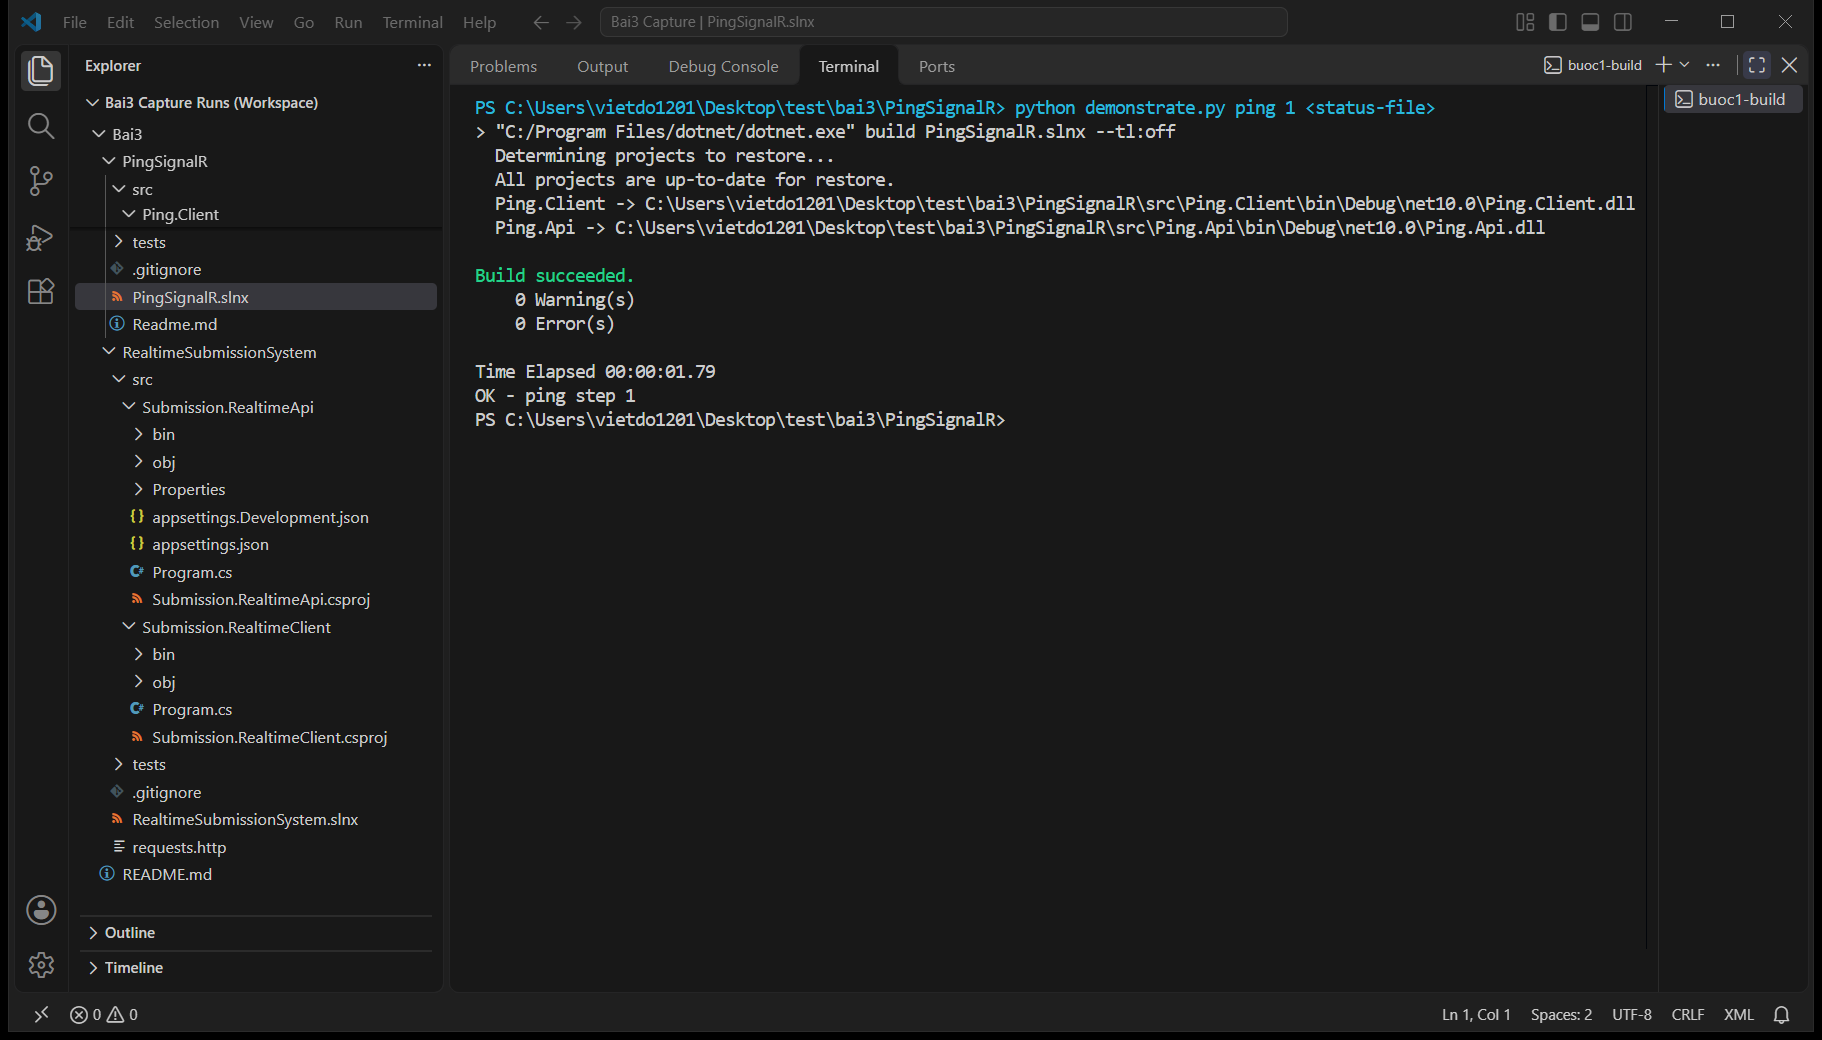 File Edit Selection View Go Run Terminal Help
Bai3 Capture | PingSignalR.slnx
Explorer
Bai3 Capture Runs (Workspace)
Bai3
PingSignalR
src
Ping.Client
tests
.gitignore
PingSignalR.slnx
Readme.md
RealtimeSubmissionSystem
src
Submission.RealtimeApi
bin
obj
Properties
appsettings.Development.json
appsettings.json
Program.cs
Submission.RealtimeApi.csproj
Submission.RealtimeClient
bin
obj
Program.cs
Submission.RealtimeClient.csproj
tests
.gitignore
RealtimeSubmissionSystem.slnx
requests.http
README.md
Outline
Timeline
Problems Output Debug Console Terminal Ports
buoc1-build
buoc1-build
PS C:\Users\vietdo1201\Desktop\test\bai3\PingSignalR> python demonstrate.py ping 1 <status-file>
> "C:/Program Files/dotnet/dotnet.exe" build PingSignalR.slnx --tl:off
Determining projects to restore...
All projects are up-to-date for restore.
Ping.Client -> C:\Users\vietdo1201\Desktop\test\bai3\PingSignalR\src\Ping.Client\bin\Debug\net10.0\Ping.Client.dll
Ping.Api -> C:\Users\vietdo1201\Desktop\test\bai3\PingSignalR\src\Ping.Api\bin\Debug\net10.0\Ping.Api.dll
Build succeeded.
0 Warning(s)
0 Error(s)
Time Elapsed 00:00:01.79
OK - ping step 1
PS C:\Users\vietdo1201\Desktop\test\bai3\PingSignalR>
0 0
Ln 1, Col 1 Spaces: 2 UTF-8 CRLF XML